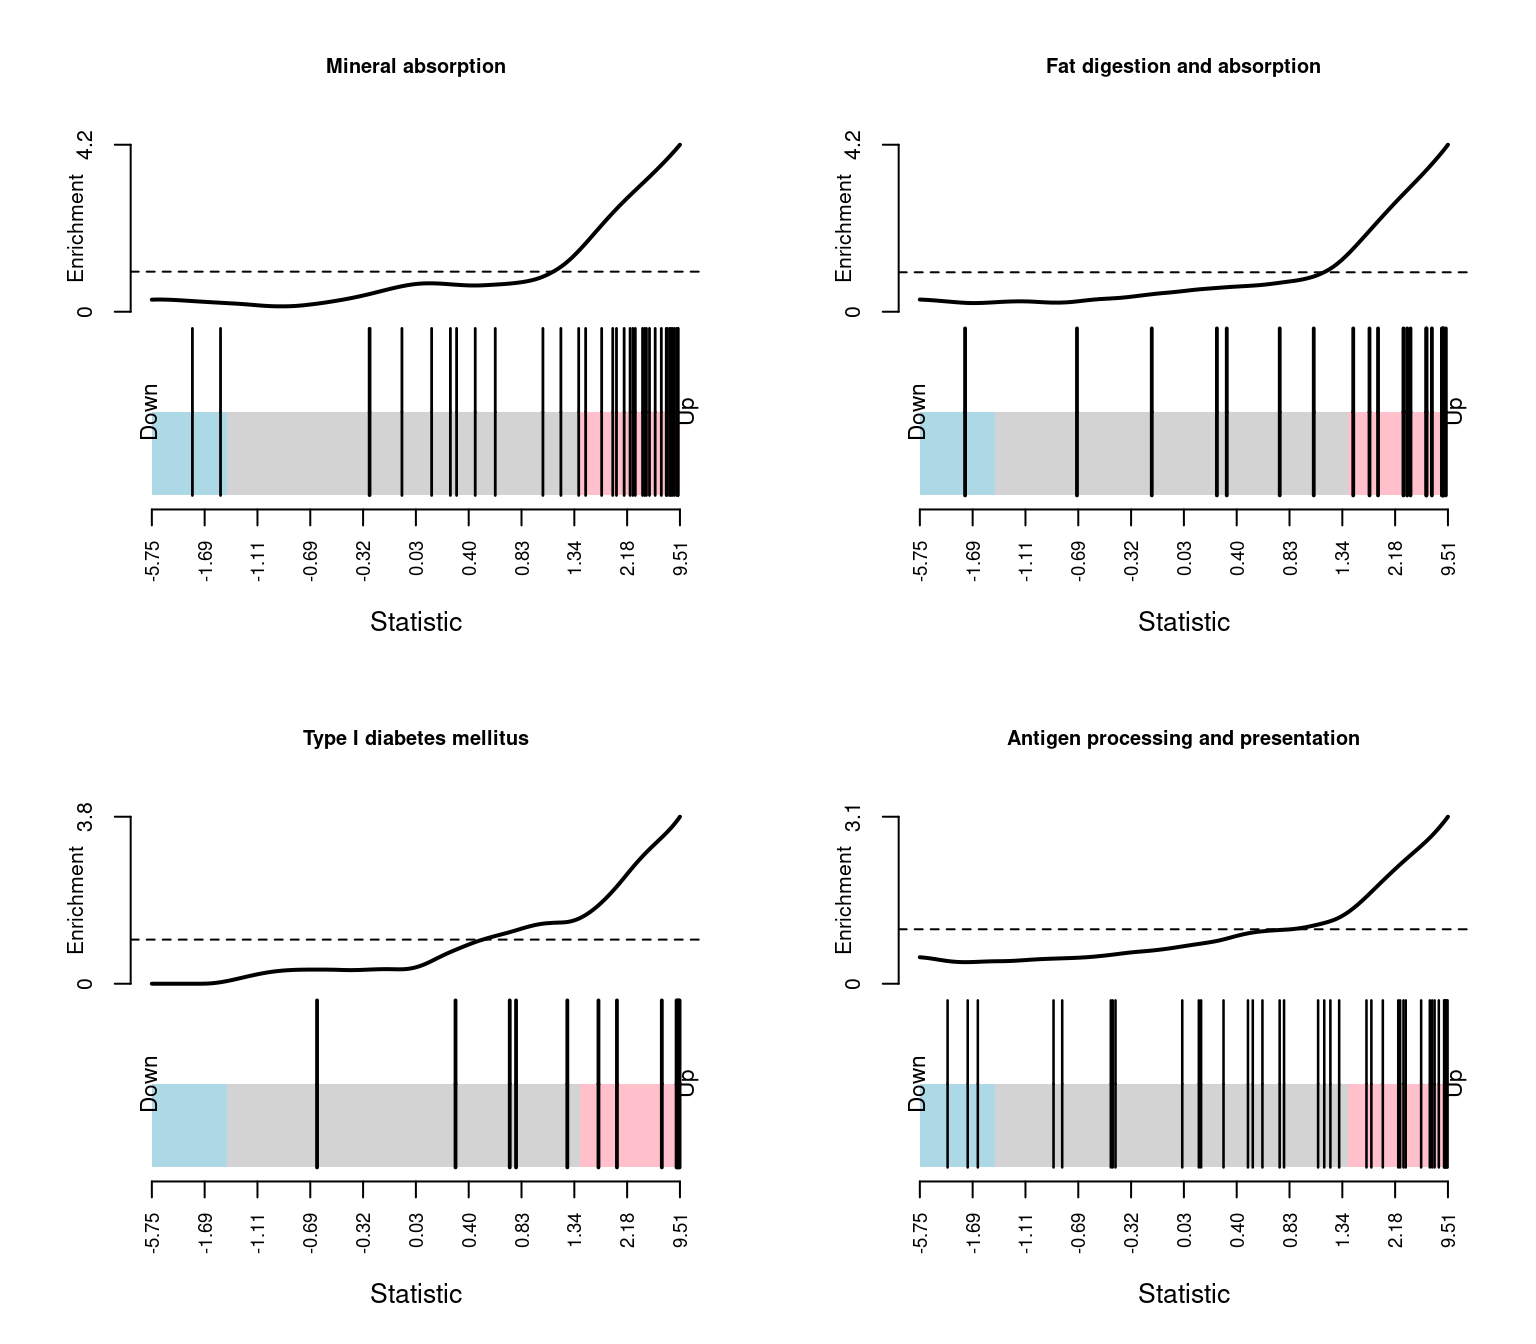 Mineral absorption
4.2
Enrichment
0
Down
Up
-5.75 -1.69 -1.11 -0.69 -0.32 0.03 0.40 0.83 1.34 2.18 9.51
Statistic
Fat digestion and absorption
4.2
Enrichment
0
Down
Up
-5.75 -1.69 -1.11 -0.69 -0.32 0.03 0.40 0.83 1.34 2.18 9.51
Statistic
Type I diabetes mellitus
3.8
Enrichment
0
Down
Up
-5.75 -1.69 -1.11 -0.69 -0.32 0.03 0.40 0.83 1.34 2.18 9.51
Statistic
Antigen processing and presentation
3.1
Enrichment
0
Down
Up
-5.75 -1.69 -1.11 -0.69 -0.32 0.03 0.40 0.83 1.34 2.18 9.51
Statistic